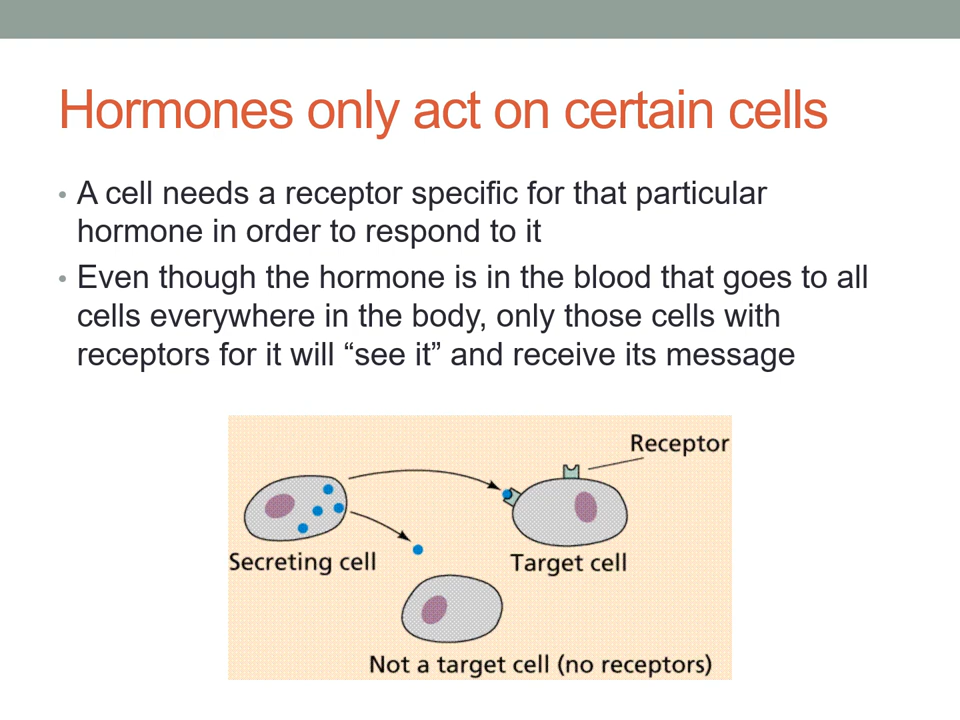 Hormones only act on certain cells
• A cell needs a receptor specific for that particular
hormone in order to respond to it
• Even though the hormone is in the blood that goes to all
cells everywhere in the body, only those cells with
receptors for it will “see it” and receive its message
Receptor
Secreting cell
Target cell
Not a target cell (no receptors)